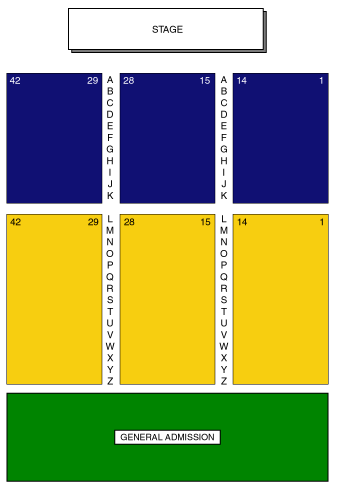 STAGE
42 29 A 28 15 A 14 1
B B
C C
D D
E E
F F
G G
H H
I I
J J
K K
42 29 L 28 15 L 14 1
M M
N N
O O
P P
Q Q
R R
S S
T T
U U
V V
W W
X X
Y Y
Z Z
GENERAL ADMISSION